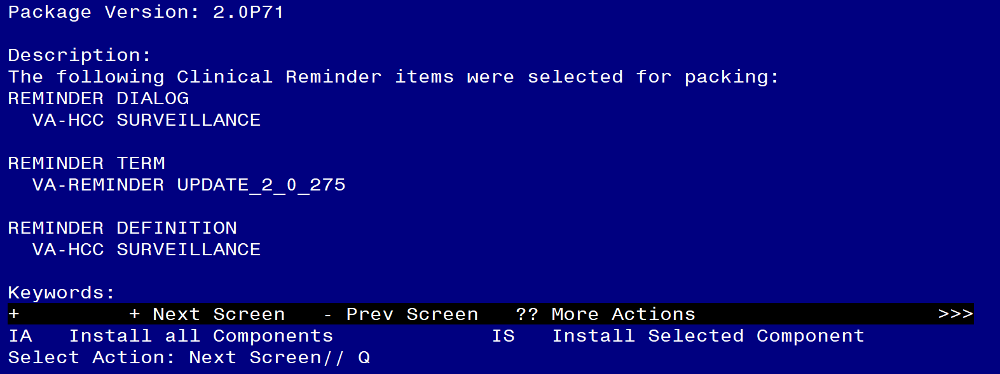 Package Version: 2.0P71
Description:
The following Clinical Reminder items were selected for packing:
REMINDER DIALOG
VA-HCC SURVEILLANCE
REMINDER TERM
VA-REMINDER UPDATE_2_0_275
REMINDER DEFINITION
VA-HCC SURVEILLANCE
Keywords:
+ + Next Screen - Prev Screen ?? More Actions >>>
IA Install all Components IS Install Selected Component
Select Action: Next Screen// Q